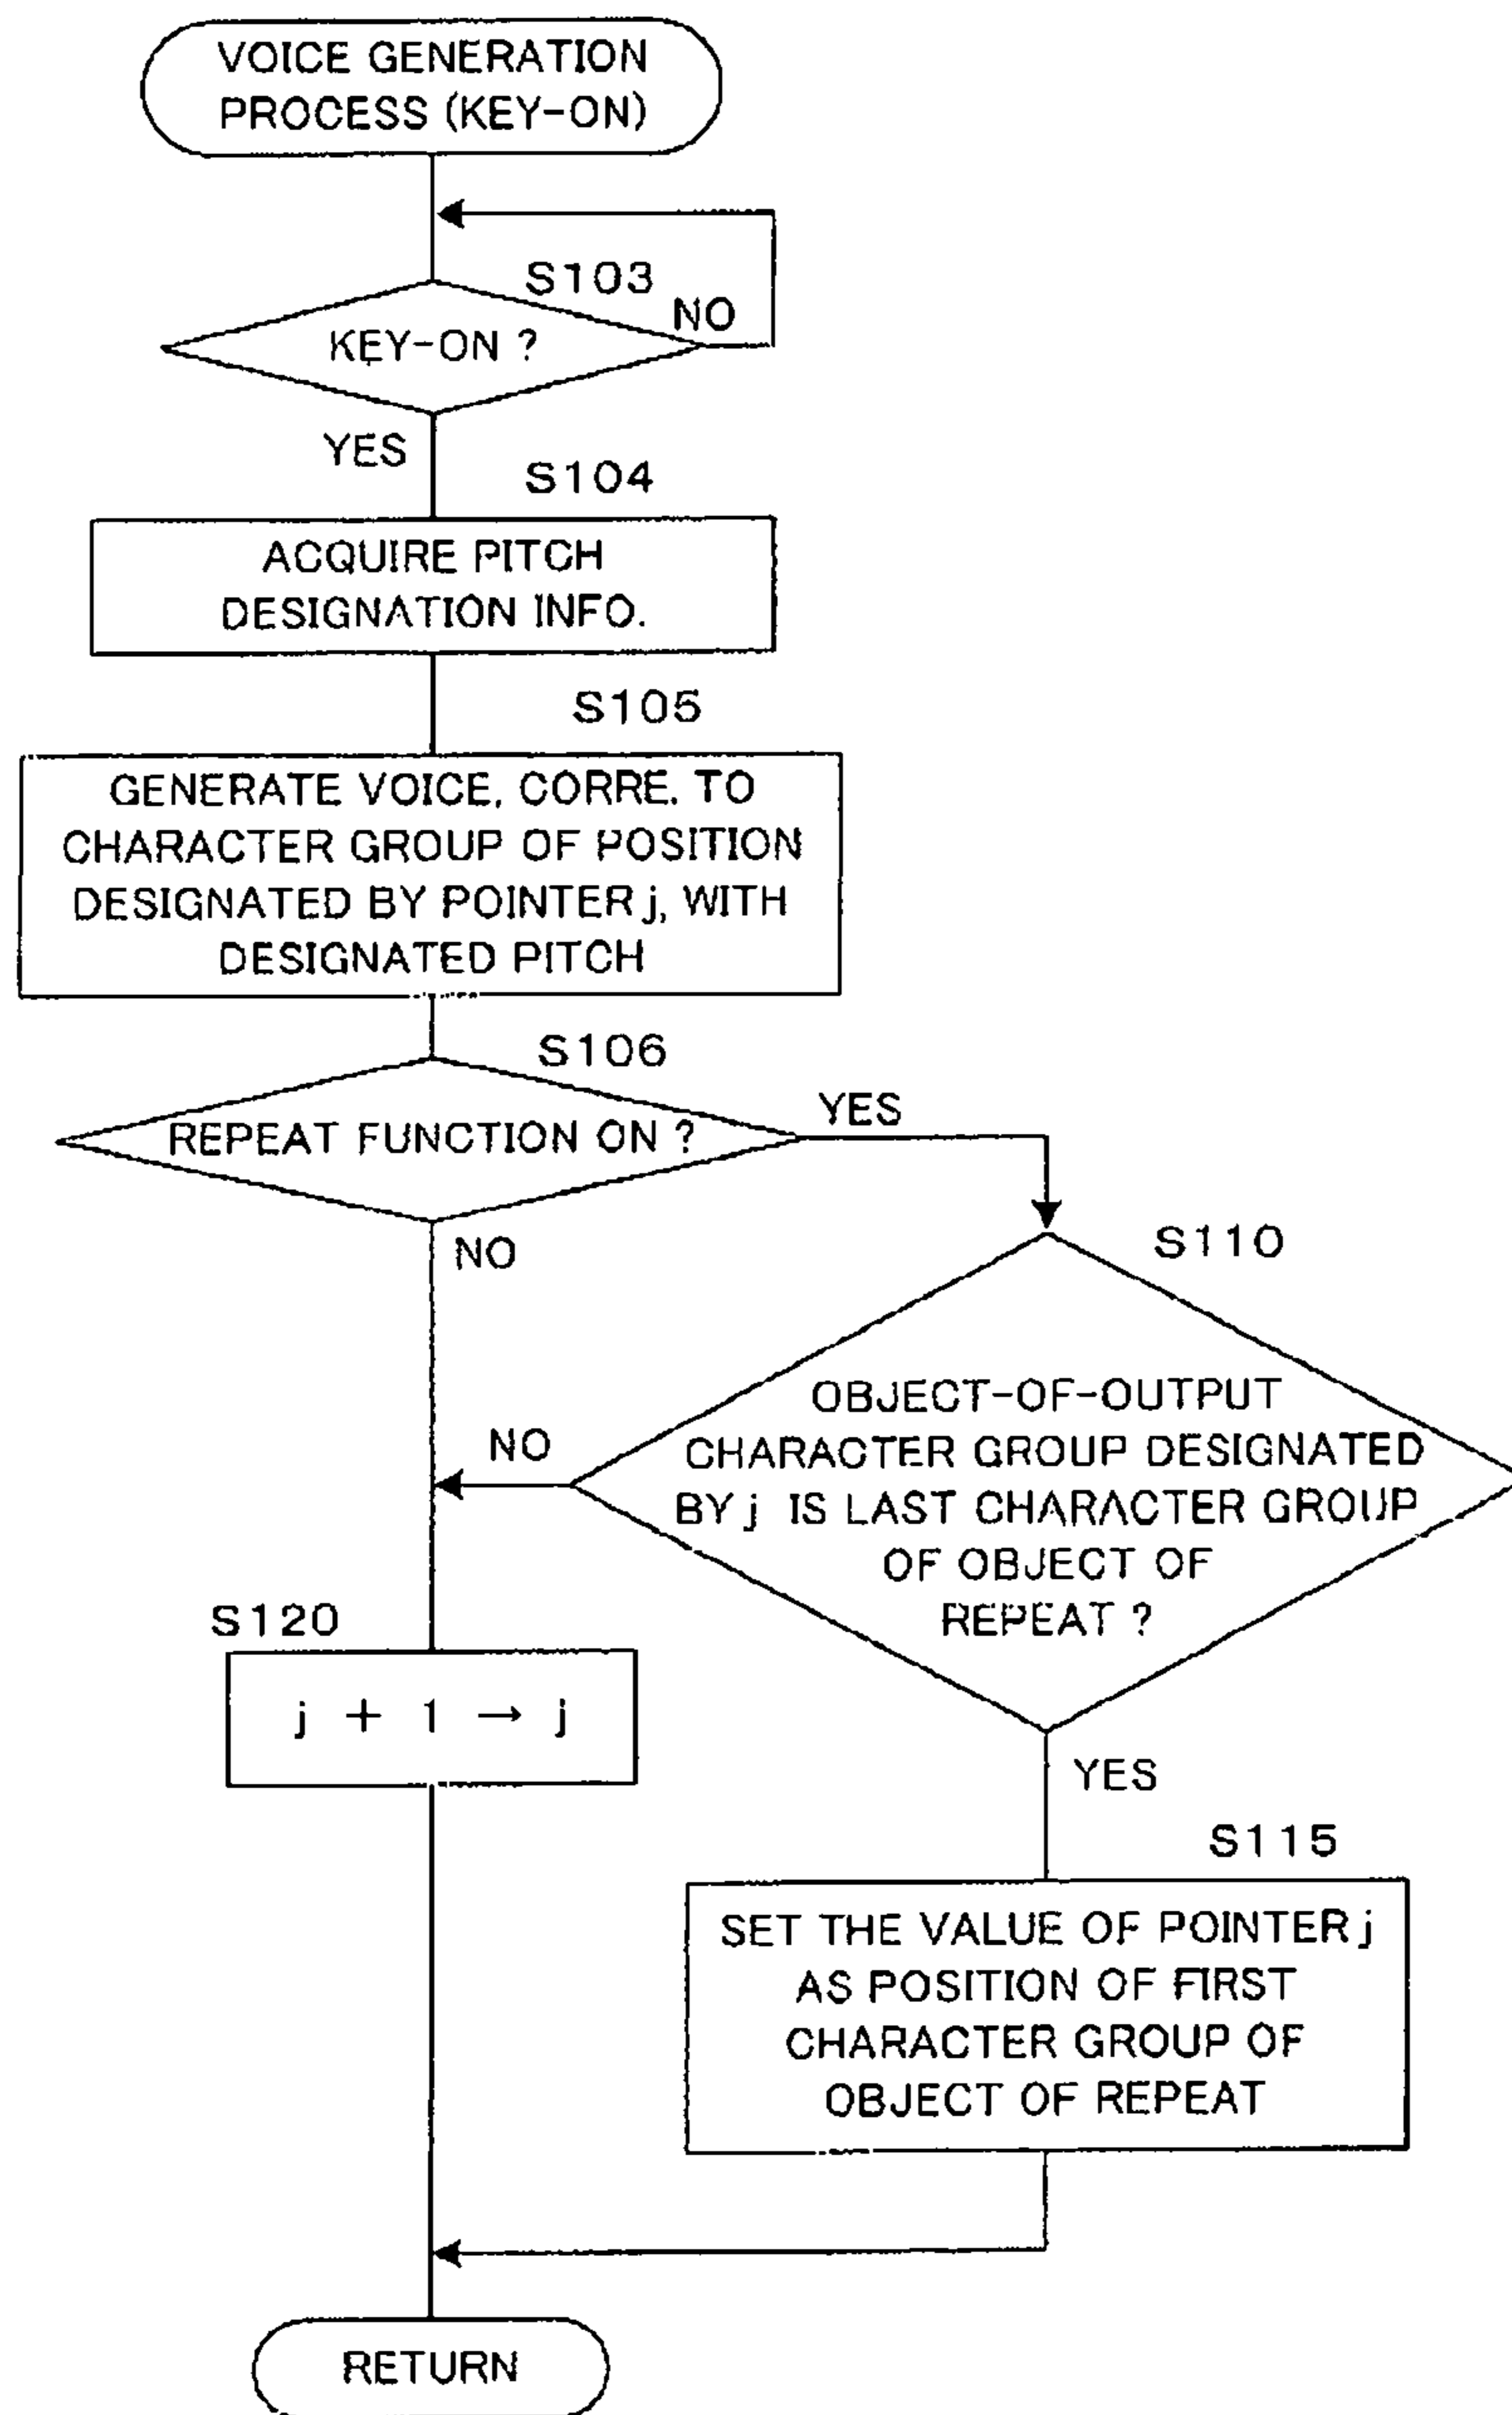 VOICE GENERATION
PROCESS (KEY-ON)
S103
NO
KEY-ON ?
YES
S104
ACQUIRE PITCH
DESIGNATION INFO.
S105
GENERATE VOICE, CORRE. TO
CHARACTER GROUP OF POSITION
DESIGNATED BY POINTER j, WITH
DESIGNATED PITCH
S106
YES
REPEAT FUNCTION ON ?
NO
S110
OBJECT-OF-OUTPUT
NO
CHARACTER GROUP DESIGNATED
BY j IS LAST CHARACTER GROUP
OF OBJECT OF
REPEAT ?
S120
j + 1 → j
YES
S115
SET THE VALUE OF POINTER j
AS POSITION OF FIRST
CHARACTER GROUP OF
OBJECT OF REPEAT
RETURN